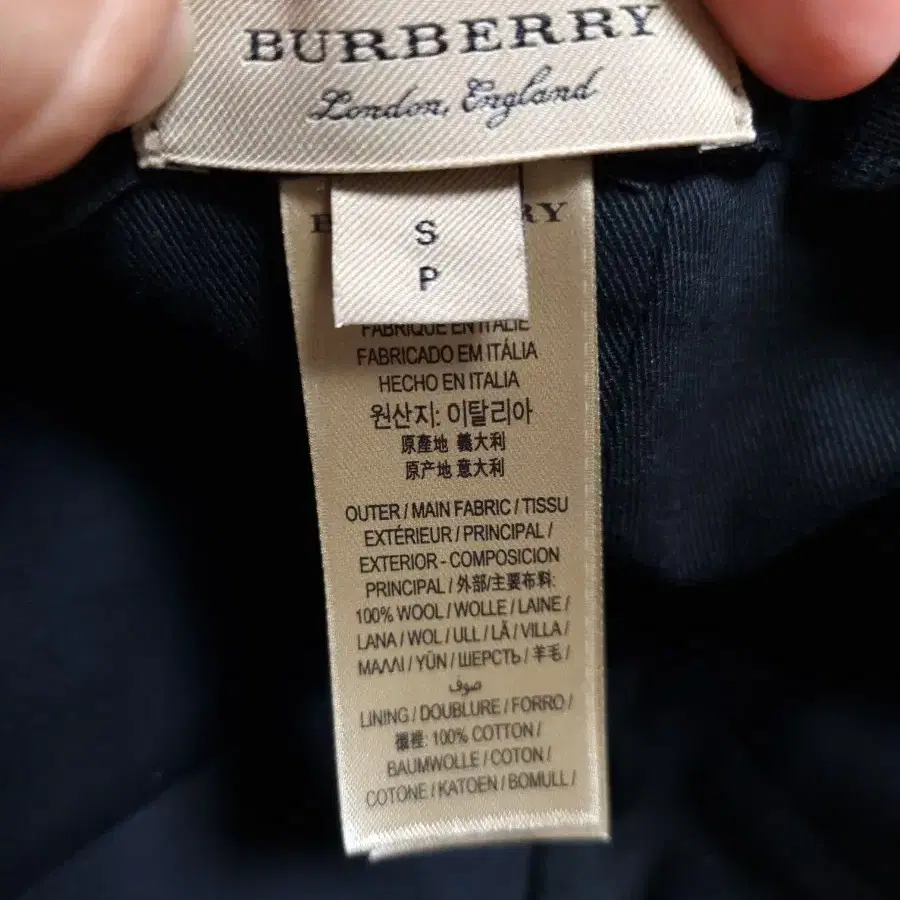 BURBERRY
London, England
S
P
RY
FABRIQUÉ EN ITALIE
FABRICADO EM ITÁLIA
HECHO EN ITALIA
원산지: 이탈리아
原產地 義大利
原产地 意大利
OUTER / MAIN FABRIC / TISSU
EXTÉRIEUR / PRINCIPAL /
EXTERIOR - COMPOSICION
PRINCIPAL / 外部/主要布料:
100% WOOL / WOLLE / LAINE /
LANA / WOL / ULL / LÃ / VILLA /
ΜΑΛΛΙ / YÜN / ШЕРСТЬ / 羊毛 /
صوف
LINING / DOUBLURE / FORRO /
襯裡: 100% COTTON /
BAUMWOLLE / COTON /
COTONE / KATOEN / BOMULL /